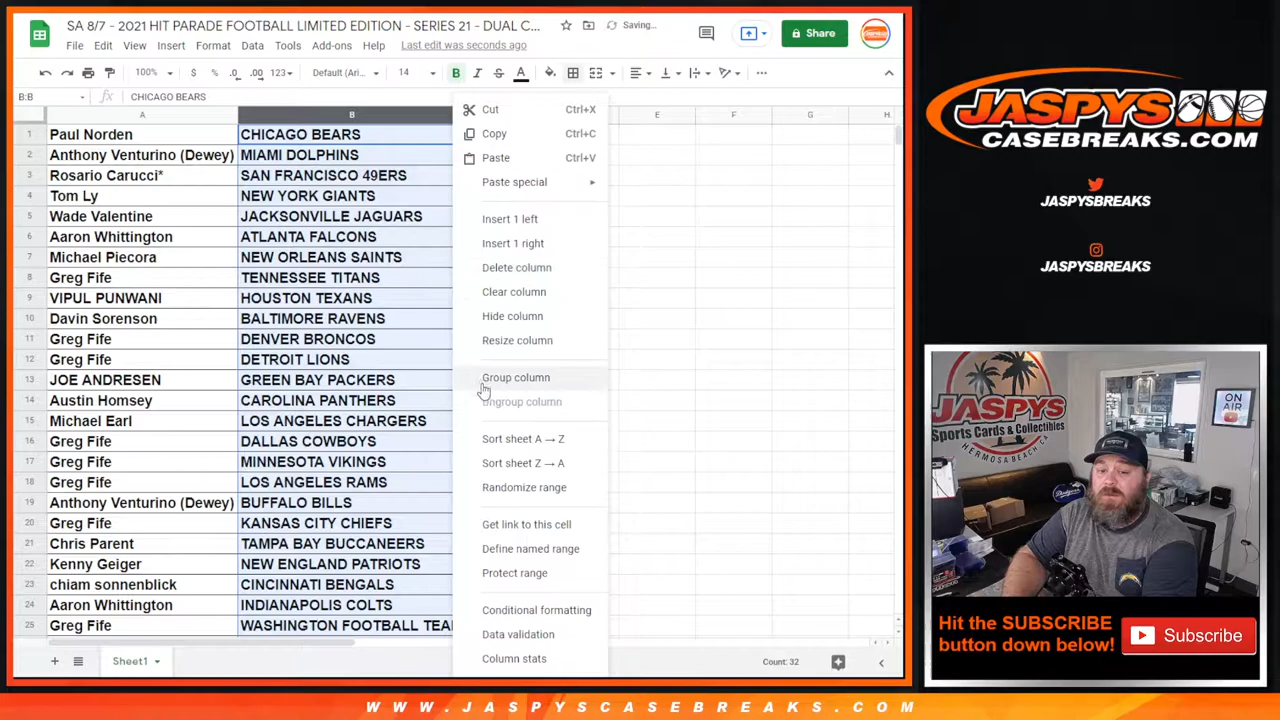 SA 8/7 - 2021 HIT PARADE FOOTBALL LIMITED EDITION - SERIES 21 - DUAL C...
Saving...
Share
File Edit View Insert Format Data Tools Add-ons Help Last edit was seconds ago
100% $ % .0 .00 123 Default (Ari... 14 B I S A
B:B fx CHICAGO BEARS
A E F G H
1 Paul Norden CHICAGO BEARS
2 Anthony Venturino (Dewey) MIAMI DOLPHINS
3 Rosario Carucci* SAN FRANCISCO 49ERS
4 Tom Ly NEW YORK GIANTS
5 Wade Valentine JACKSONVILLE JAGUARS
6 Aaron Whittington ATLANTA FALCONS
7 Michael Piecora NEW ORLEANS SAINTS
8 Greg Fife TENNESSEE TITANS
9 VIPUL PUNWANI HOUSTON TEXANS
10 Davin Sorenson BALTIMORE RAVENS
11 Greg Fife DENVER BRONCOS
12 Greg Fife DETROIT LIONS
13 JOE ANDRESEN GREEN BAY PACKERS
14 Austin Homsey CAROLINA PANTHERS
15 Michael Earl LOS ANGELES CHARGERS
16 Greg Fife DALLAS COWBOYS
17 Greg Fife MINNESOTA VIKINGS
18 Greg Fife LOS ANGELES RAMS
19 Anthony Venturino (Dewey) BUFFALO BILLS
20 Greg Fife KANSAS CITY CHIEFS
21 Chris Parent TAMPA BAY BUCCANEERS
22 Kenny Geiger NEW ENGLAND PATRIOTS
23 chiam sonnenblick CINCINNATI BENGALS
24 Aaron Whittington INDIANAPOLIS COLTS
25 Greg Fife WASHINGTON FOOTBALL TEA
Cut Ctrl+X
Copy Ctrl+C
Paste Ctrl+V
Paste special
Insert 1 left
Insert 1 right
Delete column
Clear column
Hide column
Resize column
Group column
Ungroup column
Sort sheet A → Z
Sort sheet Z → A
Randomize range
Get link to this cell
Define named range
Protect range
Conditional formatting
Data validation
Column stats
Sheet1
Count: 32
JASPYS
CASEBREAKS.COM
JASPYSBREAKS
JASPYSBREAKS
JASPYS
Sports Cards & Collectibles
HERMOSA BEACH CA
ON AIR
Hit the SUBSCRIBE
button down below!
Subscribe
WWW.JASPYSCASEBREAKS.COM